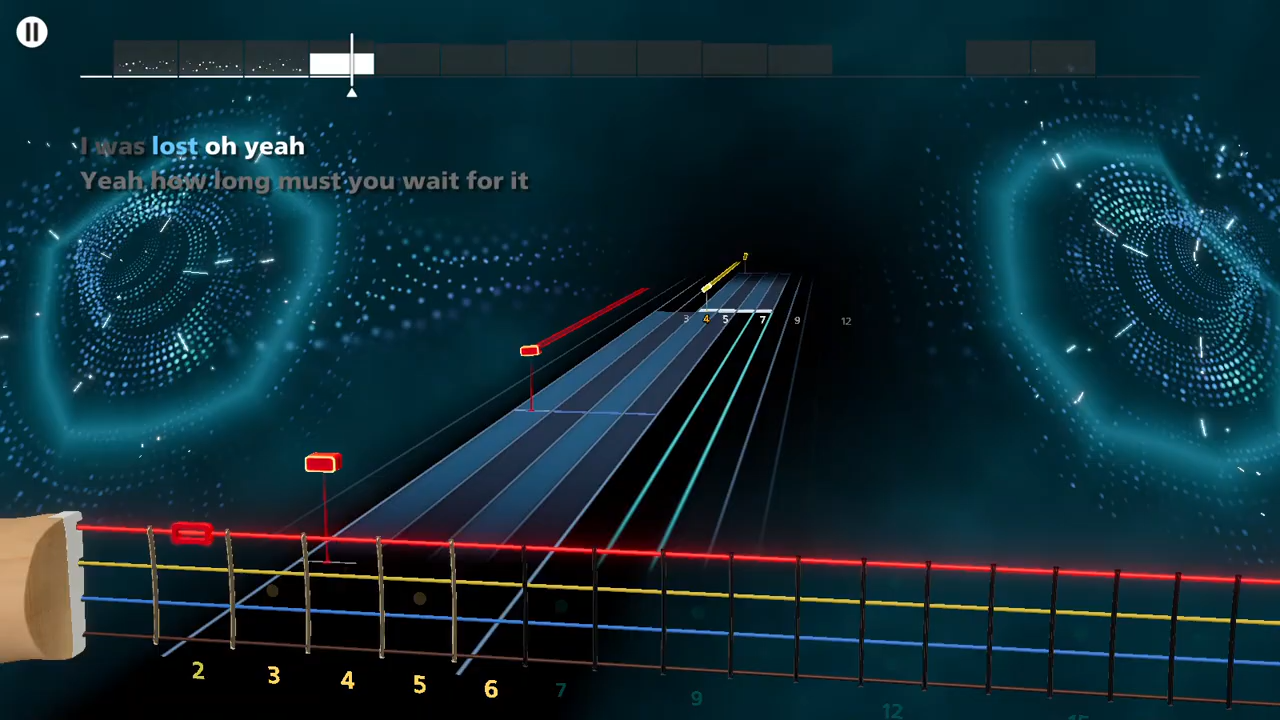 I was lost oh yeah
Yeah how long must you wait for it
3 4 5 7 9 12
2 3 4 5 6 7 9 12 15